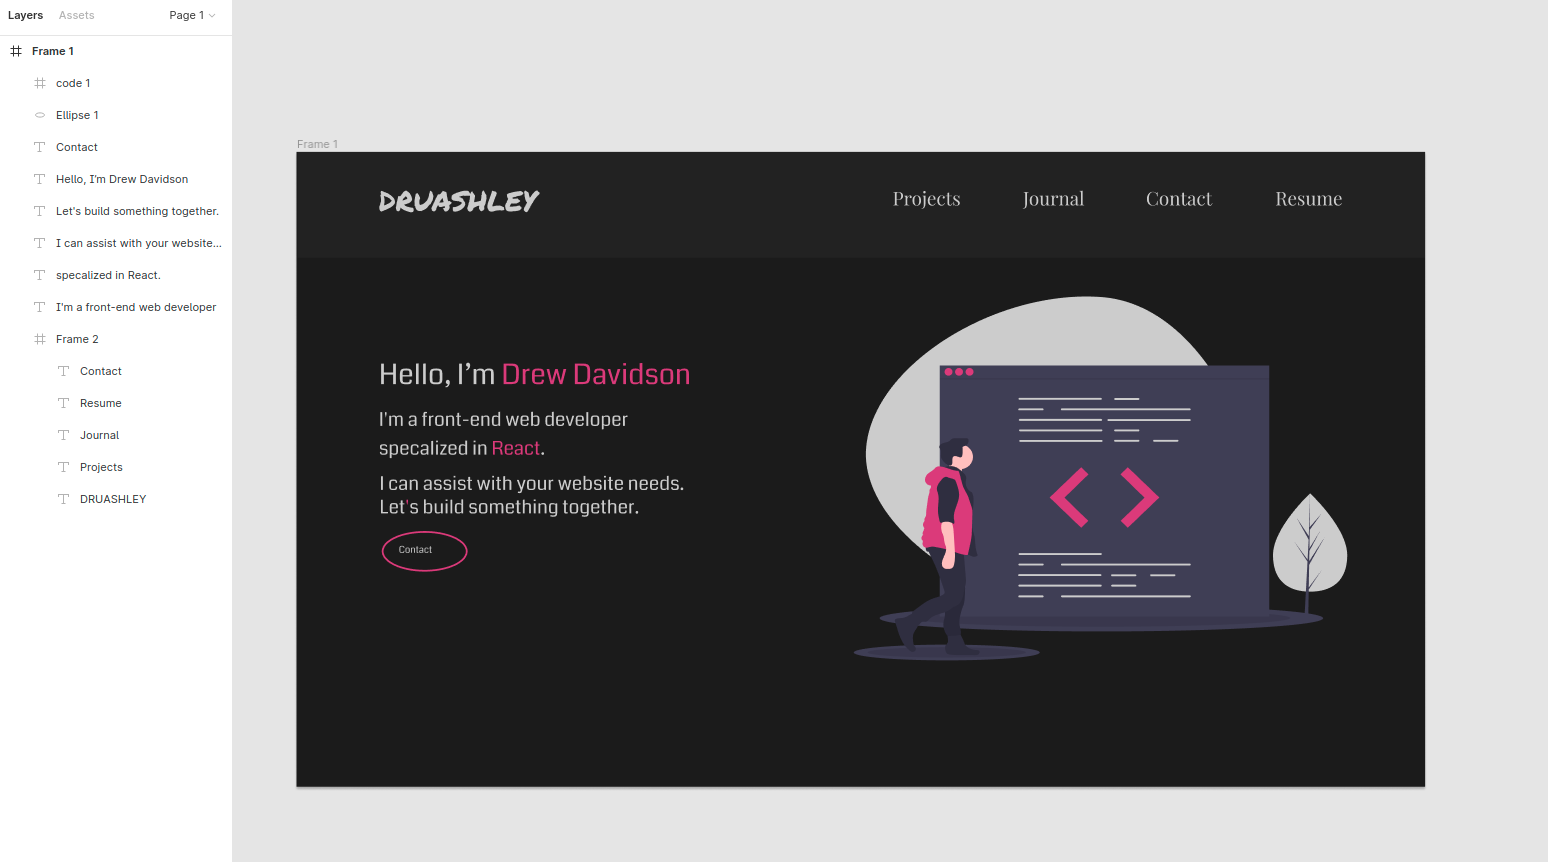 Layers Assets Page 1
Frame 1
code 1
Ellipse 1
Contact
Hello, I'm Drew Davidson
Let's build something together.
I can assist with your website...
specalized in React.
I'm a front-end web developer
Frame 2
Contact
Resume
Journal
Projects
DRUASHLEY
Frame 1
DRUASHLEY Projects Journal Contact Resume
Hello, I’m Drew Davidson
I'm a front-end web developer
specalized in React.
I can assist with your website needs.
Let's build something together.
Contact